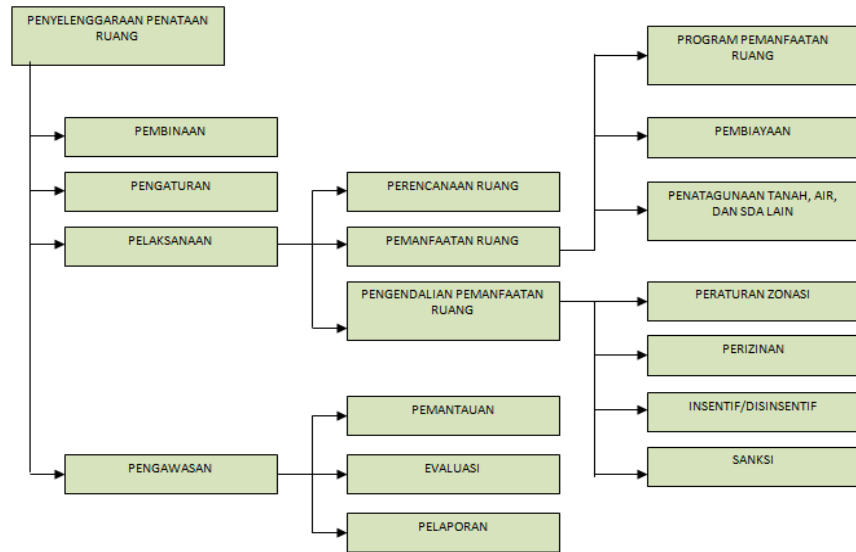 PENYELENGGARAAN PENATAAN
RUANG
PROGRAM PEMANFAATAN
RUANG
PEMBINAAN
PEMBIAYAAN
PENGATURAN
PERENCANAAN RUANG
PENATAGUNAAN TANAH, AIR,
DAN SDA LAIN
PELAKSANAAN
PEMANFAATAN RUANG
PENGENDALIAN PEMANFAATAN
RUANG
PERATURAN ZONASI
PERIZINAN
PEMANTAUAN
INSENTIF/DISINSENTIF
PENGAWASAN
EVALUASI
SANKSI
PELAPORAN